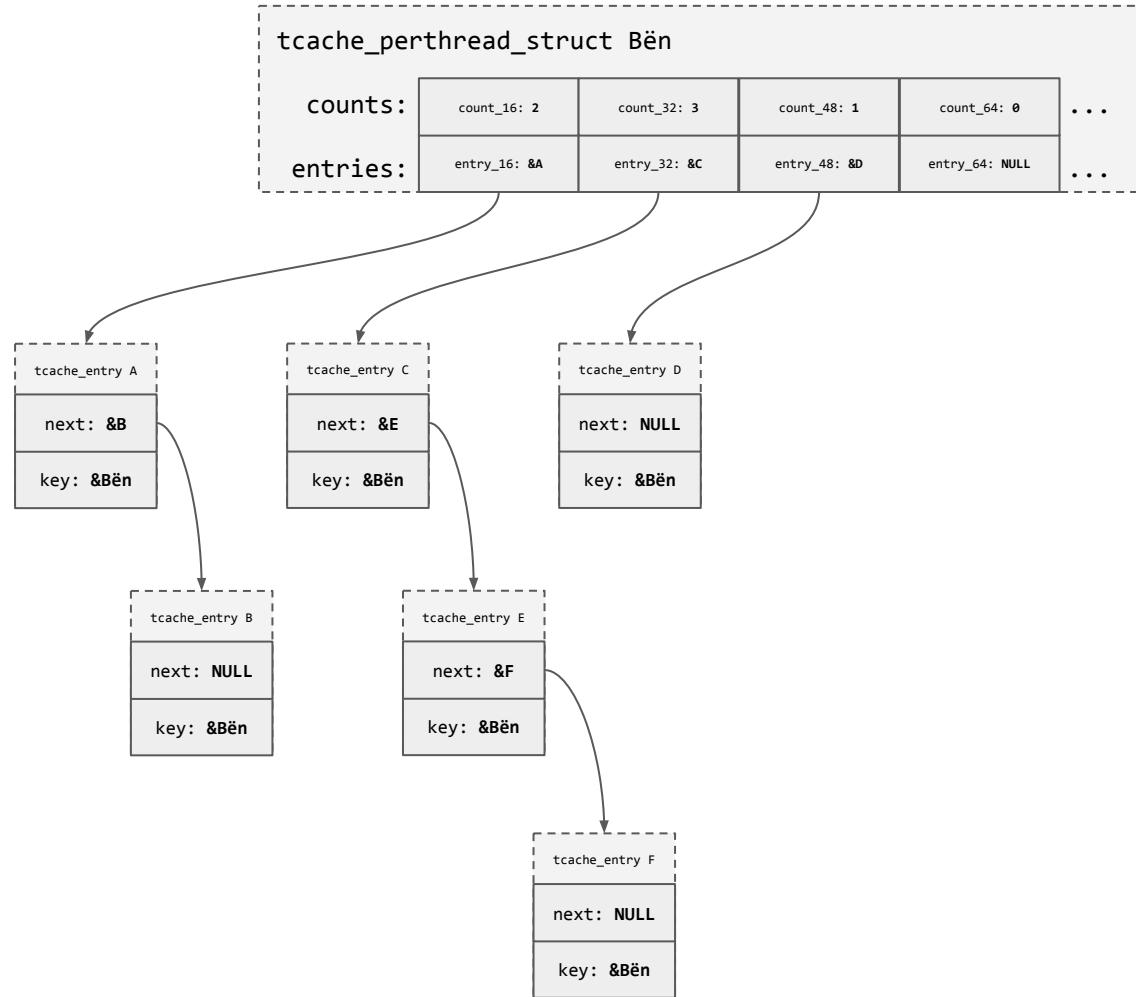 tcache_perthread_struct Bën
counts: count_16: 2 count_32: 3 count_48: 1 count_64: 0 ...
entries: entry_16: &A entry_32: &C entry_48: &D entry_64: NULL ...
tcache_entry A
next: &B
key: &Bën
tcache_entry C
next: &E
key: &Bën
tcache_entry D
next: NULL
key: &Bën
tcache_entry B
next: NULL
key: &Bën
tcache_entry E
next: &F
key: &Bën
tcache_entry F
next: NULL
key: &Bën